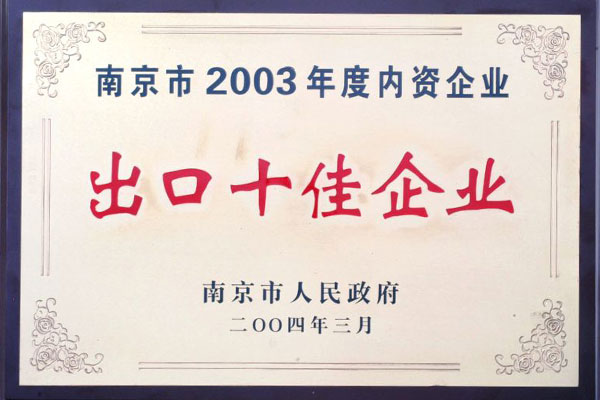 南京市2003年度内资企业
出口十佳企业
南京市人民政府
二〇〇四年三月